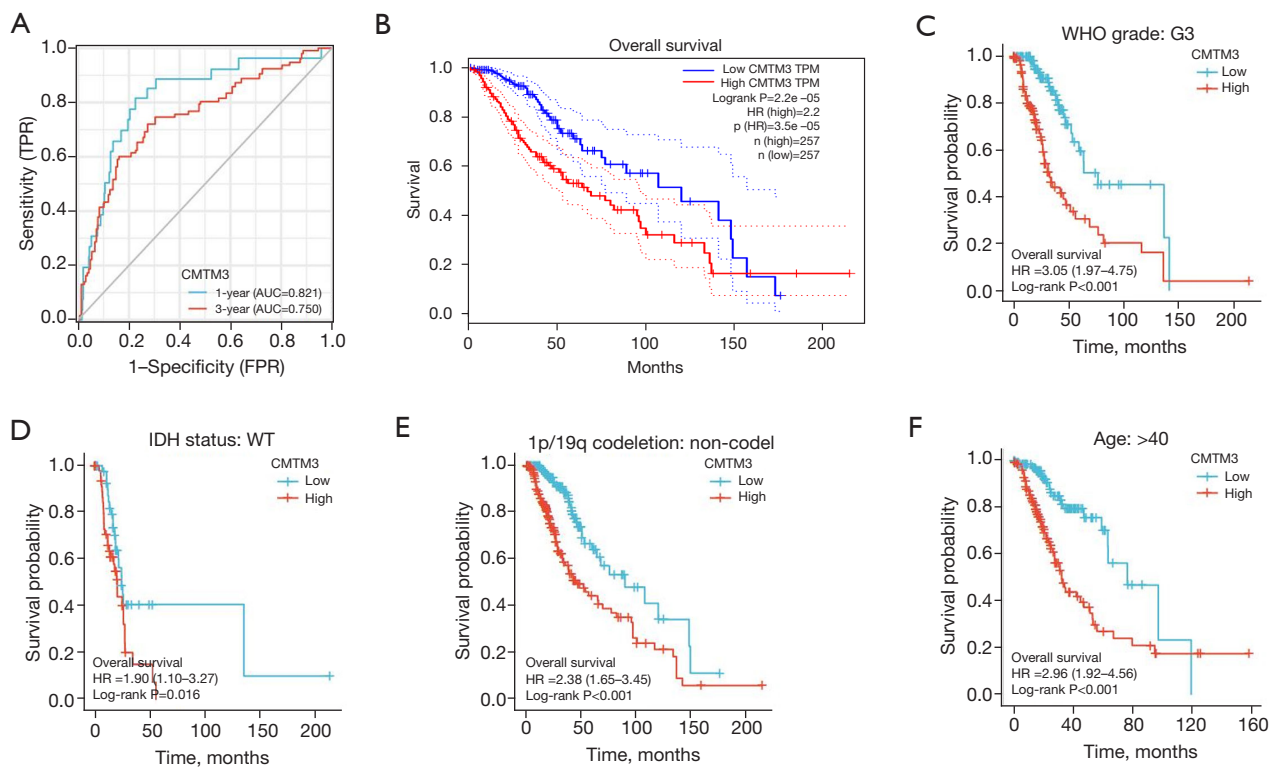 A
1.0
0.8
0.6
0.4
0.2
0.0
Sensitivity (TPR)
CMTM3
1-year (AUC=0.821)
3-year (AUC=0.750)
0.0
0.2
0.4
0.6
0.8
1.0
1–Specificity (FPR)
B
Overall survival
1.0
0.8
0.6
0.4
0.2
0.0
Survival
Low CMTM3 TPM
High CMTM3 TPM
Logrank P=2.2e −05
HR (high)=2.2
p (HR)=3.5e −05
n (high)=257
n (low)=257
0
50
100
150
200
Months
C
WHO grade: G3
CMTM3
Low
High
1.0
0.8
0.6
0.4
0.2
0.0
Survival probability
Overall survival
HR =3.05 (1.97–4.75)
Log-rank P<0.001
0
50
100
150
200
Time, months
D
IDH status: WT
CMTM3
Low
High
1.0
0.8
0.6
0.4
0.2
0.0
Survival probability
Overall survival
HR =1.90 (1.10–3.27)
Log-rank P=0.016
0
50
100
150
200
Time, months
E
1p/19q codeletion: non-codel
CMTM3
Low
High
1.0
0.8
0.6
0.4
0.2
0.0
Survival probability
Overall survival
HR =2.38 (1.65–3.45)
Log-rank P<0.001
0
50
100
150
200
Time, months
F
Age: >40
CMTM3
Low
High
1.0
0.8
0.6
0.4
0.2
0.0
Survival probability
Overall survival
HR =2.96 (1.92–4.56)
Log-rank P<0.001
0
40
80
120
160
Time, months